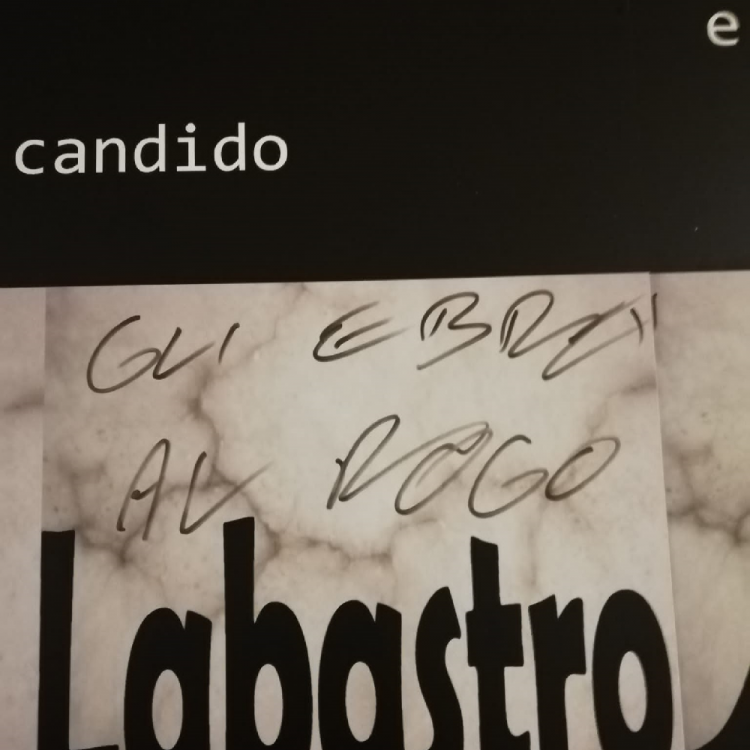 e
candido
GLI EBREI
AL ROGO
Labastro